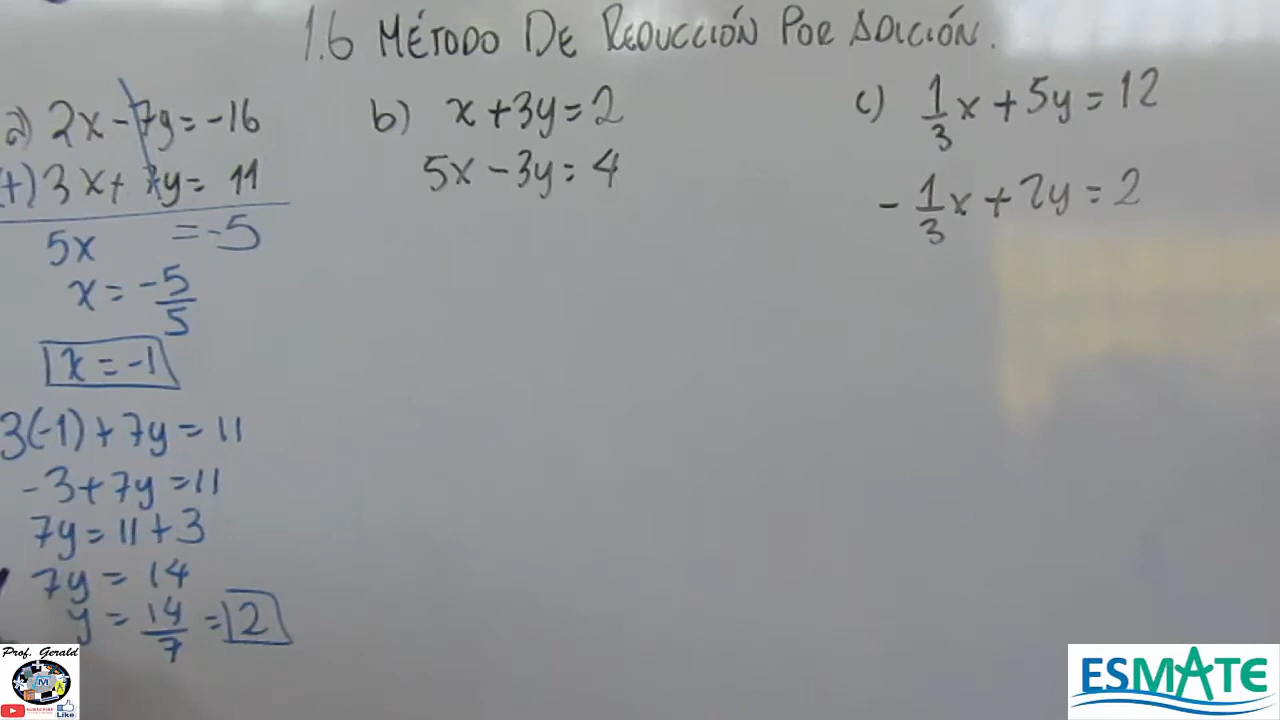 1.6 MÉTODO DE REDUCCIÓN POR ADICIÓN.
a) 2x - 7y = -16
(+) 3x + 7y = 11
5x = -5
x = -5/5
x = -1
3(-1) + 7y = 11
-3 + 7y = 11
7y = 11 + 3
7y = 14
y = 14/7 = 2
b) x + 3y = 2
5x - 3y = 4
c) 1/3x + 5y = 12
- 1/3x + 2y = 2
Prof. Gerald
ESMATE